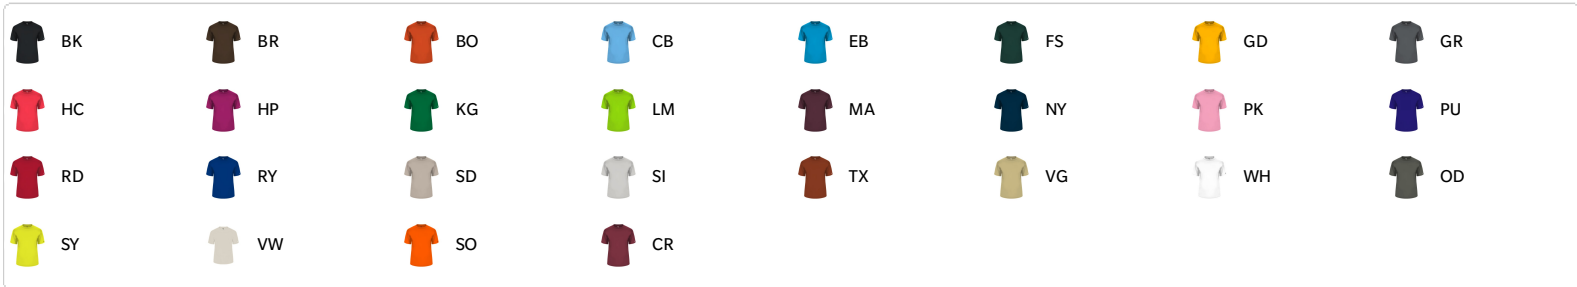 BK BR BO CB EB FS GD GR
HC HP KG LM MA NY PK PU
RD RY SD SI TX VG WH OD
SY VW SO CR